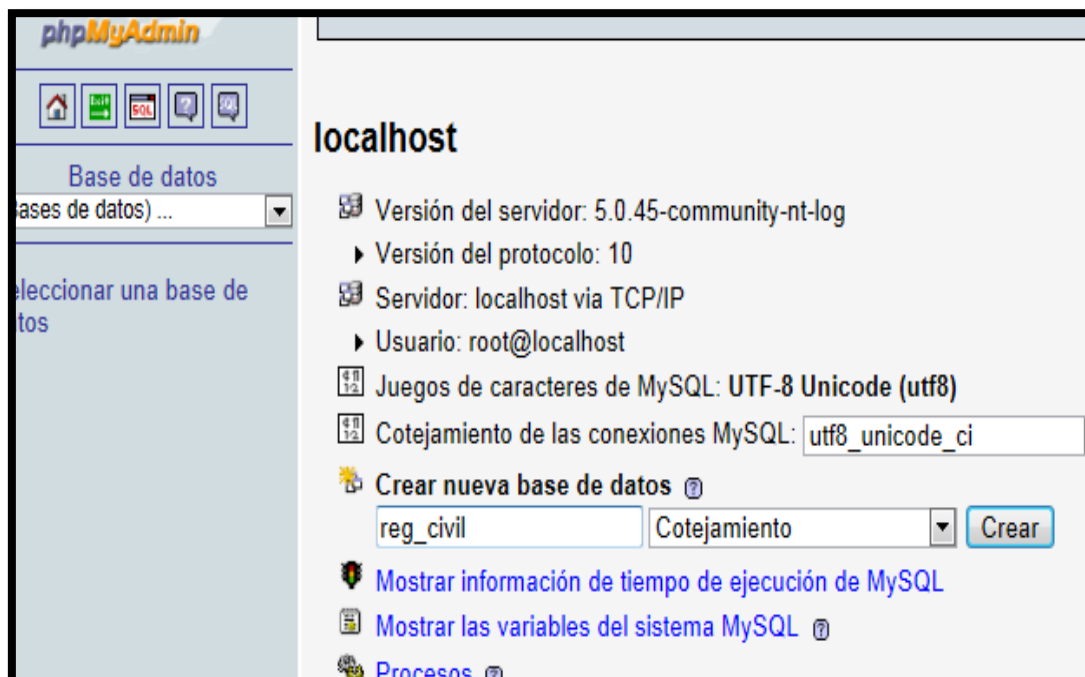 phpMyAdmin
Exit
SQL
SQL
Base de datos
ases de datos) ...
eleccionar una base de
tos
localhost
Versión del servidor: 5.0.45-community-nt-log
Versión del protocolo: 10
Servidor: localhost via TCP/IP
Usuario: root@localhost
Juegos de caracteres de MySQL: UTF-8 Unicode (utf8)
Cotejamiento de las conexiones MySQL: utf8_unicode_ci
Crear nueva base de datos
reg_civil Cotejamiento Crear
Mostrar información de tiempo de ejecución de MySQL
Mostrar las variables del sistema MySQL
Procesos